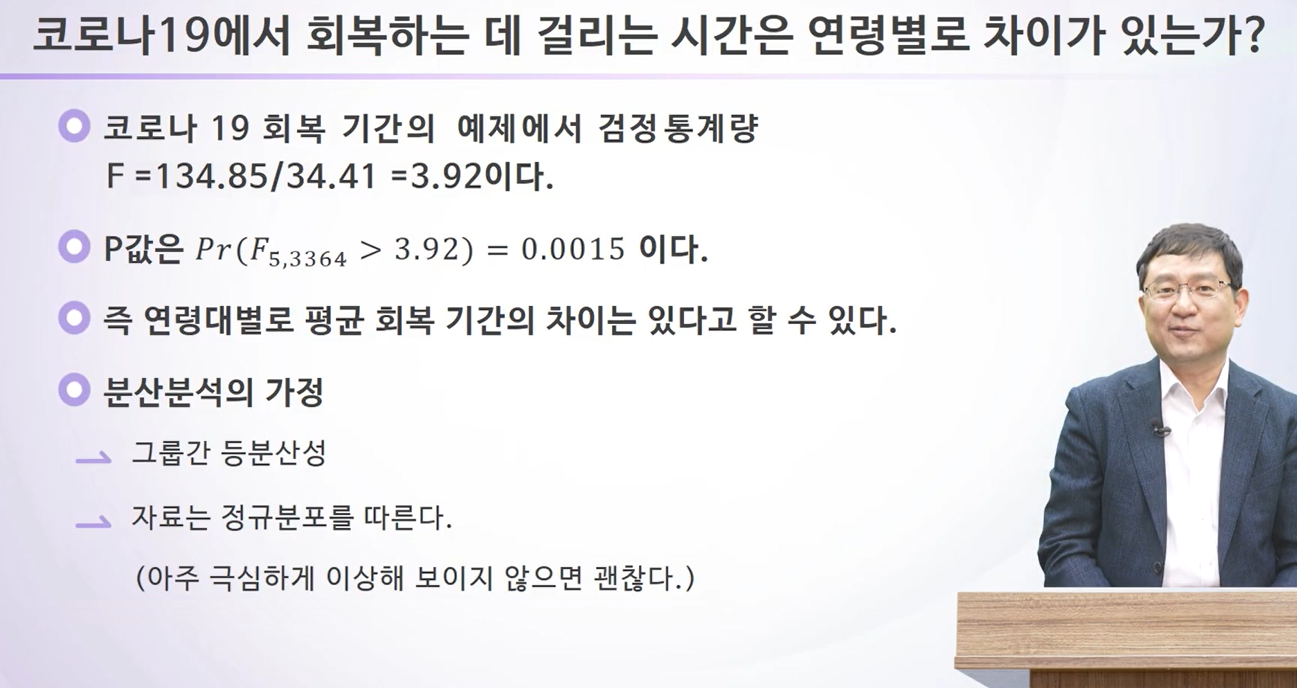 코로나19에서 회복하는 데 걸리는 시간은 연령별로 차이가 있는가?
코로나 19 회복 기간의 예제에서 검정통계량
F =134.85/34.41 =3.92이다.
P값은 Pr(F₅,₃₃₆₄ > 3.92) = 0.0015 이다.
즉 연령대별로 평균 회복 기간의 차이는 있다고 할 수 있다.
분산분석의 가정
그룹간 등분산성
자료는 정규분포를 따른다.
(아주 극심하게 이상해 보이지 않으면 괜찮다.)